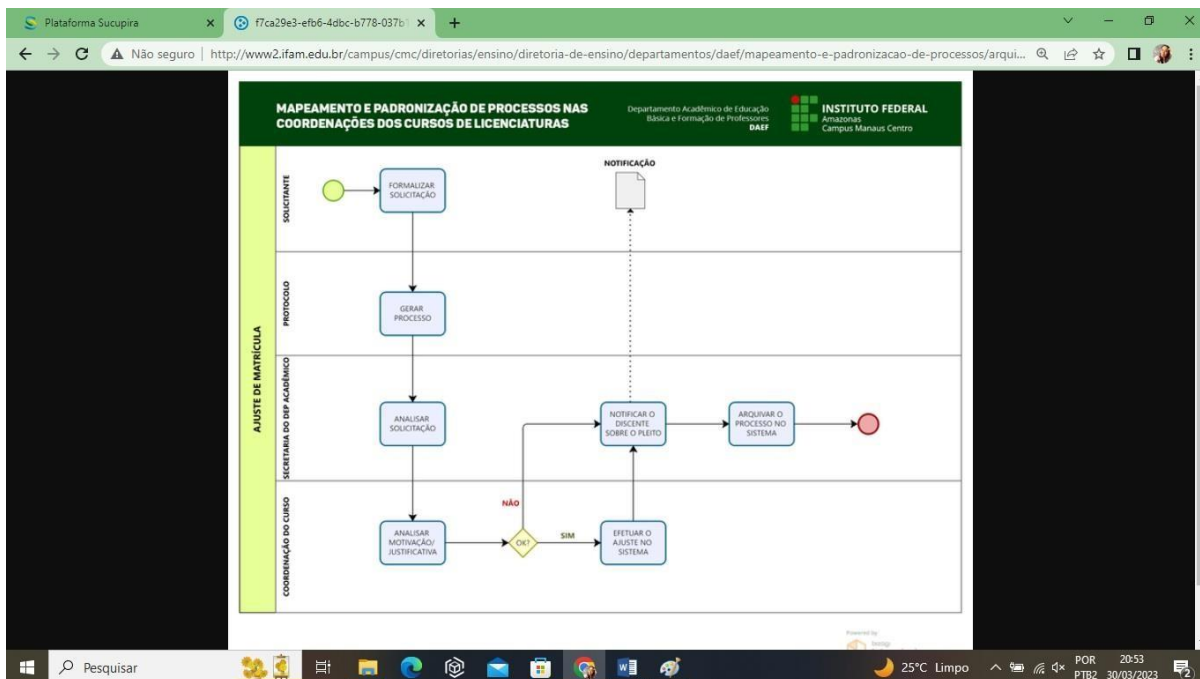 Plataforma Sucupira
f7ca29e3-efb6-4dbc-b778-037b1
Não seguro
http://www2.ifam.edu.br/campus/cmc/diretorias/ensino/diretoria-de-ensino/departamentos/daef/mapeamento-e-padronizacao-de-processos/arqui...
MAPEAMENTO E PADRONIZAÇÃO DE PROCESSOS NAS
COORDENAÇÕES DOS CURSOS DE LICENCIATURAS
Departamento Acadêmico de Educação
Básica e Formação de Professores
DAEF
INSTITUTO FEDERAL
Amazonas
Campus Manaus Centro
AJUSTE DE MATRÍCULA
SOLICITANTE
FORMALIZAR
SOLICITAÇÃO
NOTIFICAÇÃO
PROTOCOLO
GERAR
PROCESSO
SECRETARIA DO DEP ACADÊMICO
ANALISAR
SOLICITAÇÃO
NOTIFICAR O
DISCENTE
SOBRE O PLEITO
ARQUIVAR O
PROCESSO NO
SISTEMA
COORDENAÇÃO DO CURSO
ANALISAR
MOTIVAÇÃO/
JUSTIFICATIVA
NÃO
OK?
SIM
EFETUAR O
AJUSTE NO
SISTEMA
Powered by
Pesquisar
25°C Limpo
POR
PTB2
20:53
30/03/2023
2